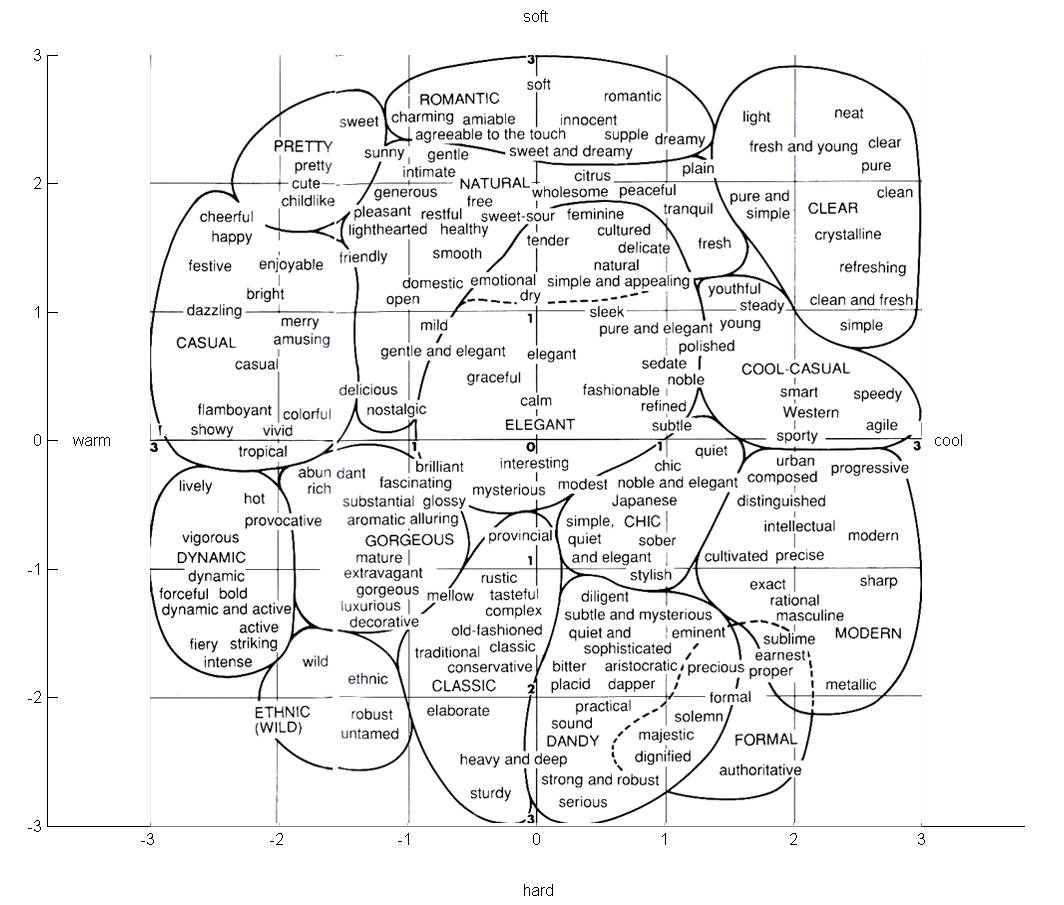 soft
3
3
soft
ROMANTIC
romantic
light
neat
sweet
charming
amiable
innocent
agreeable to the touch
supple
dreamy
fresh and young
clear
PRETTY
sunny
gentle
sweet and dreamy
pretty
intimate
plain
pure
cute
citrus
2
NATURAL
childlike
generous
wholesome
peaceful
pure and
simple
clean
free
pleasant
restful
sweet-sour
feminine
tranquil
CLEAR
cheerful
lighthearted
healthy
cultured
happy
tender
delicate
fresh
crystalline
friendly
smooth
festive
enjoyable
natural
refreshing
domestic
emotional
simple and appealing
youthful
bright
open
dry
steady
clean and fresh
1
dazzling
1
sleek
merry
mild
pure and elegant
young
simple
CASUAL
amusing
gentle and elegant
elegant
polished
casual
sedate
COOL-CASUAL
graceful
noble
delicious
fashionable
smart
speedy
calm
flamboyant
colorful
nostalgic
refined
Western
showy
vivid
ELEGANT
subtle
sporty
agile
0
warm
3
1
0
1
3
cool
tropical
quiet
abundant
brilliant
interesting
chic
urban
progressive
lively
rich
fascinating
modest
noble and elegant
composed
hot
substantial
glossy
mysterious
Japanese
distinguished
provocative
aromatic
alluring
simple,
quiet
and elegant
CHIC
intellectual
vigorous
GORGEOUS
provincial
sober
modern
DYNAMIC
mature
1
cultivated
precise
-1
dynamic
extravagant
rustic
stylish
exact
sharp
forceful
bold
gorgeous
mellow
tasteful
diligent
rational
dynamic and active
luxurious
complex
subtle and mysterious
masculine
active
decorative
old-fashioned
quiet and
sophisticated
eminent
sublime
MODERN
fiery
striking
traditional
classic
earnest
intense
wild
conservative
bitter
aristocratic
precious
proper
ethnic
CLASSIC
2
placid
dapper
metallic
-2
formal
ETHNIC
(WILD)
robust
elaborate
practical
solemn
untamed
sound
majestic
DANDY
FORMAL
heavy and deep
dignified
authoritative
strong and robust
sturdy
serious
-3
3
-3
-2
-1
0
1
2
3
hard